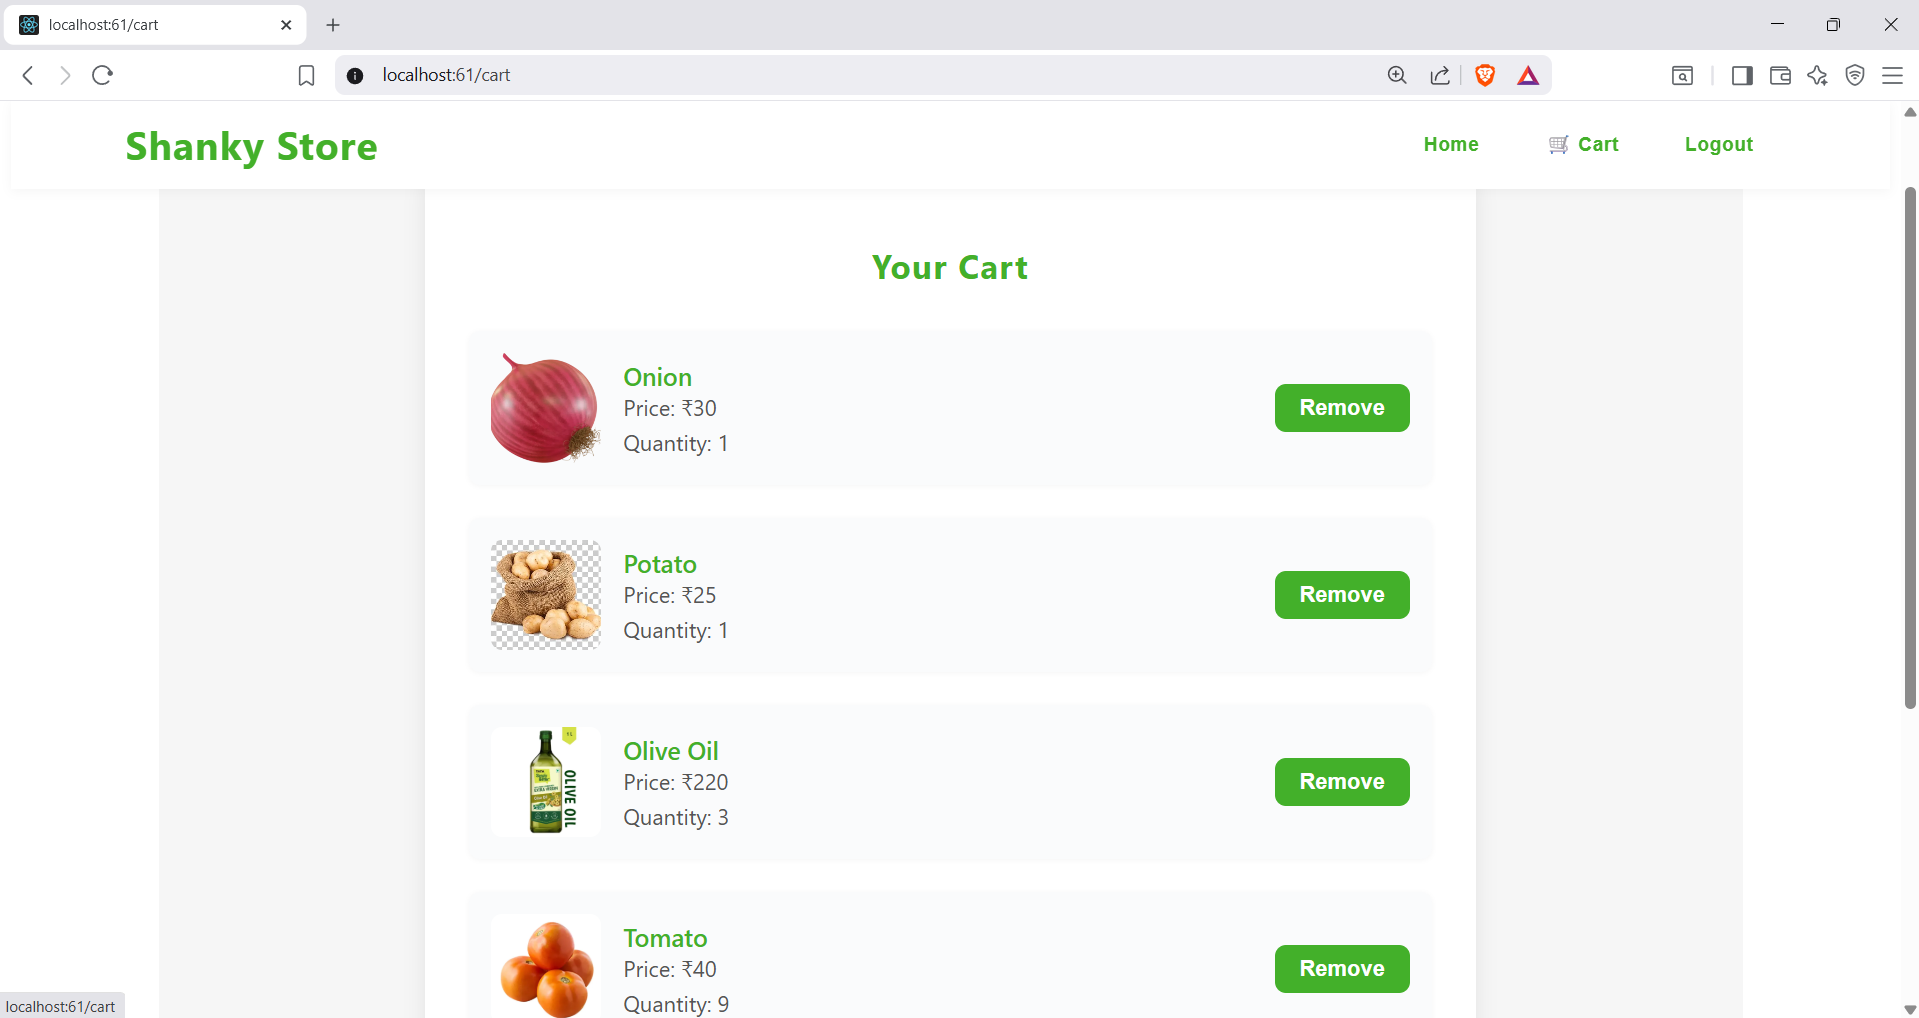 localhost:61/cart
localhost:61/cart
Shanky Store
Home
🛒 Cart
Logout
Your Cart
Onion
Price: ₹30
Quantity: 1
Remove
Potato
Price: ₹25
Quantity: 1
Remove
OLIVE OIL
Olive Oil
Price: ₹220
Quantity: 3
Remove
Tomato
Price: ₹40
Quantity: 9
Remove
localhost:61/cart